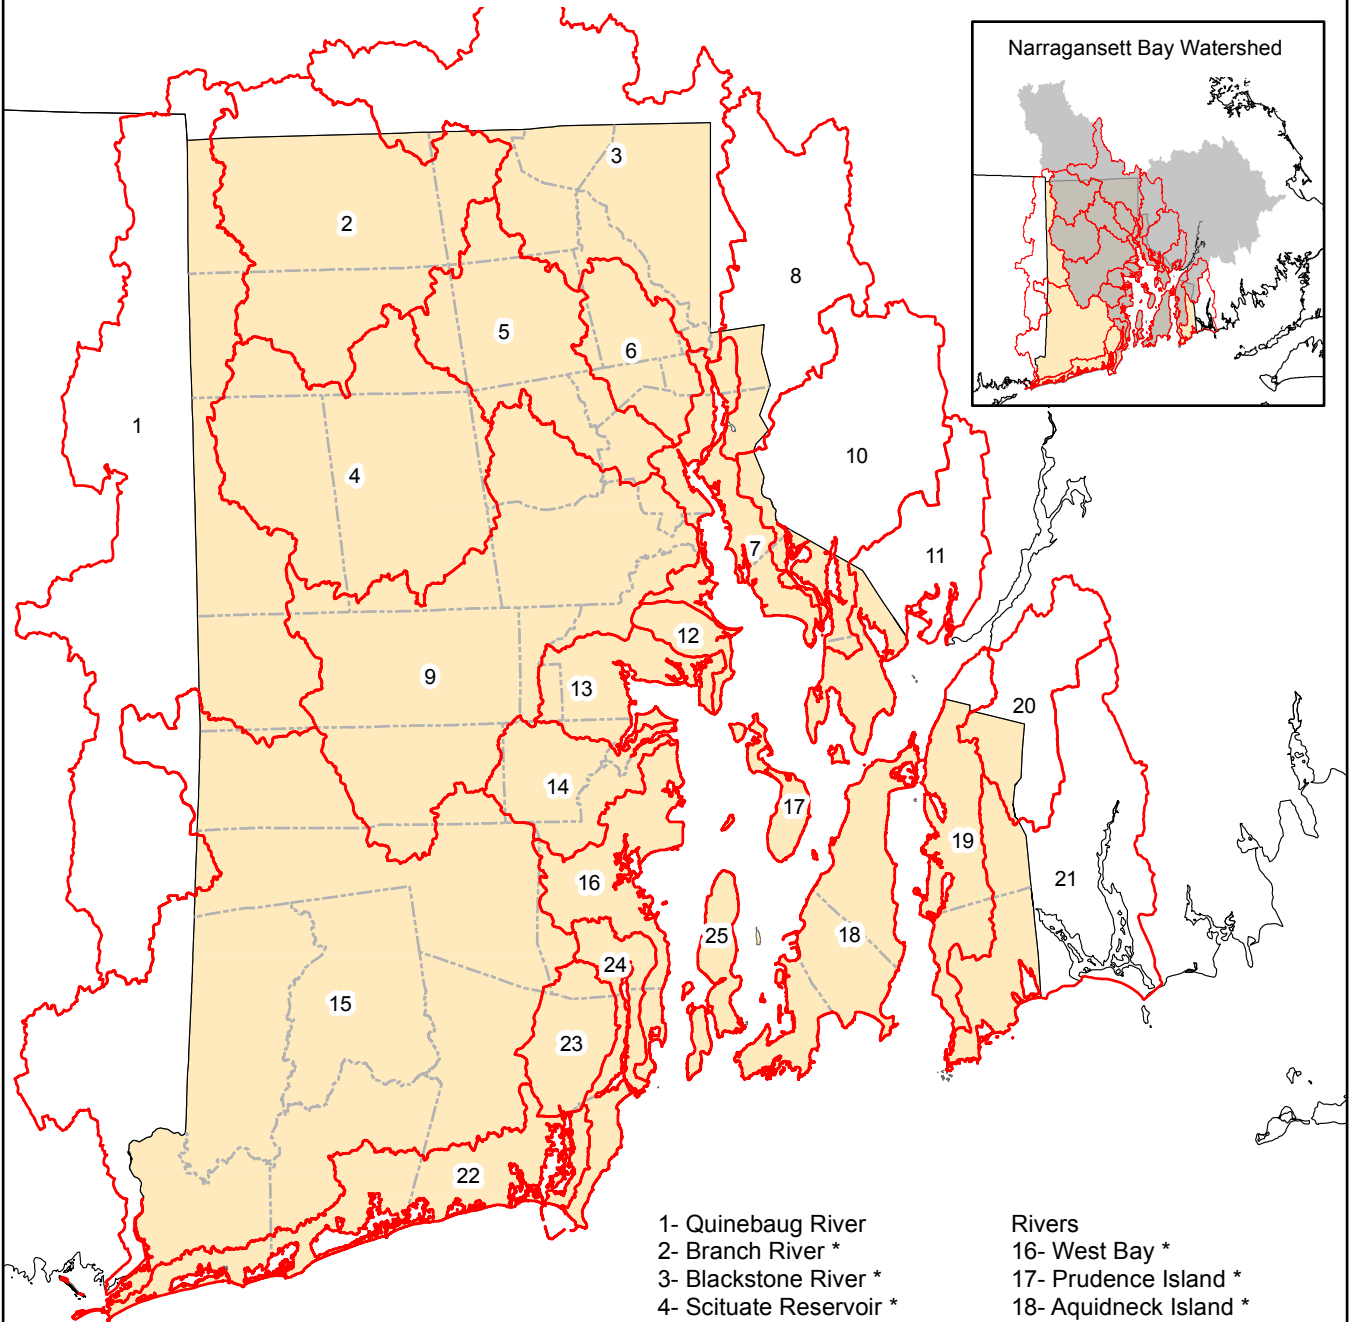 Narragansett Bay Watershed
3
2
8
5
6
1
10
4
7
11
12
9
13
20
14
17
19
16
21
18
25
24
15
23
22
1- Quinebaug River
2- Branch River *
3- Blackstone River *
4- Scituate Reservoir *
Rivers
16- West Bay *
17- Prudence Island *
18- Aquidneck Island *